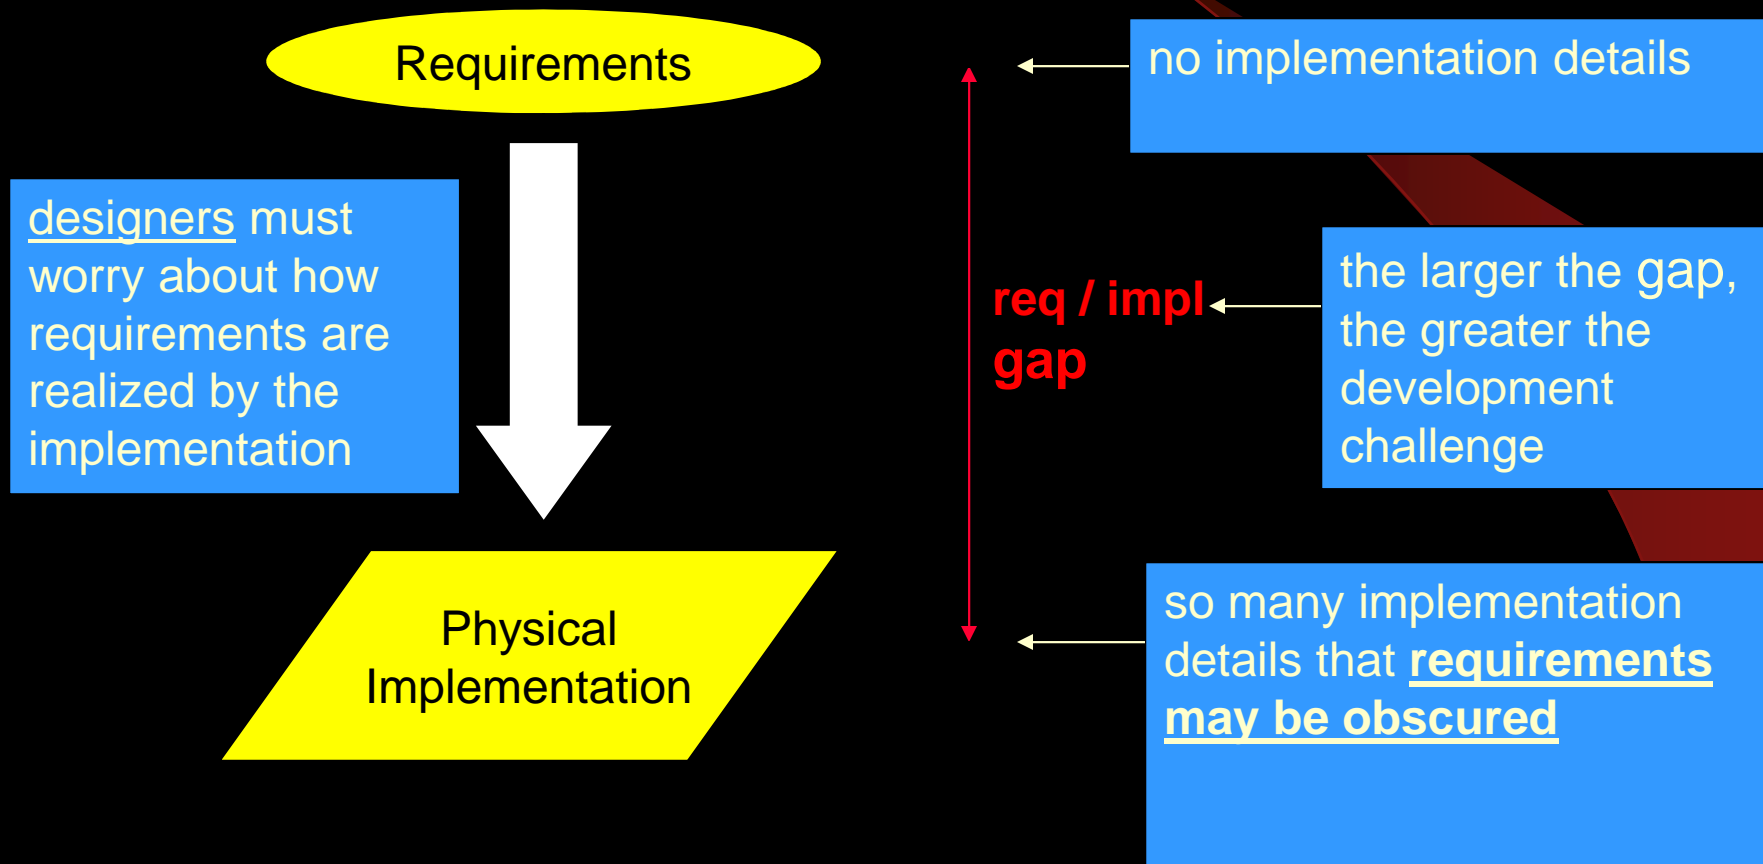 Requirements
no implementation details
designers must
worry about how
requirements are
realized by the
implementation
req / impl
gap
the larger the gap,
the greater the
development
challenge
Physical
Implementation
so many implementation
details that requirements
may be obscured